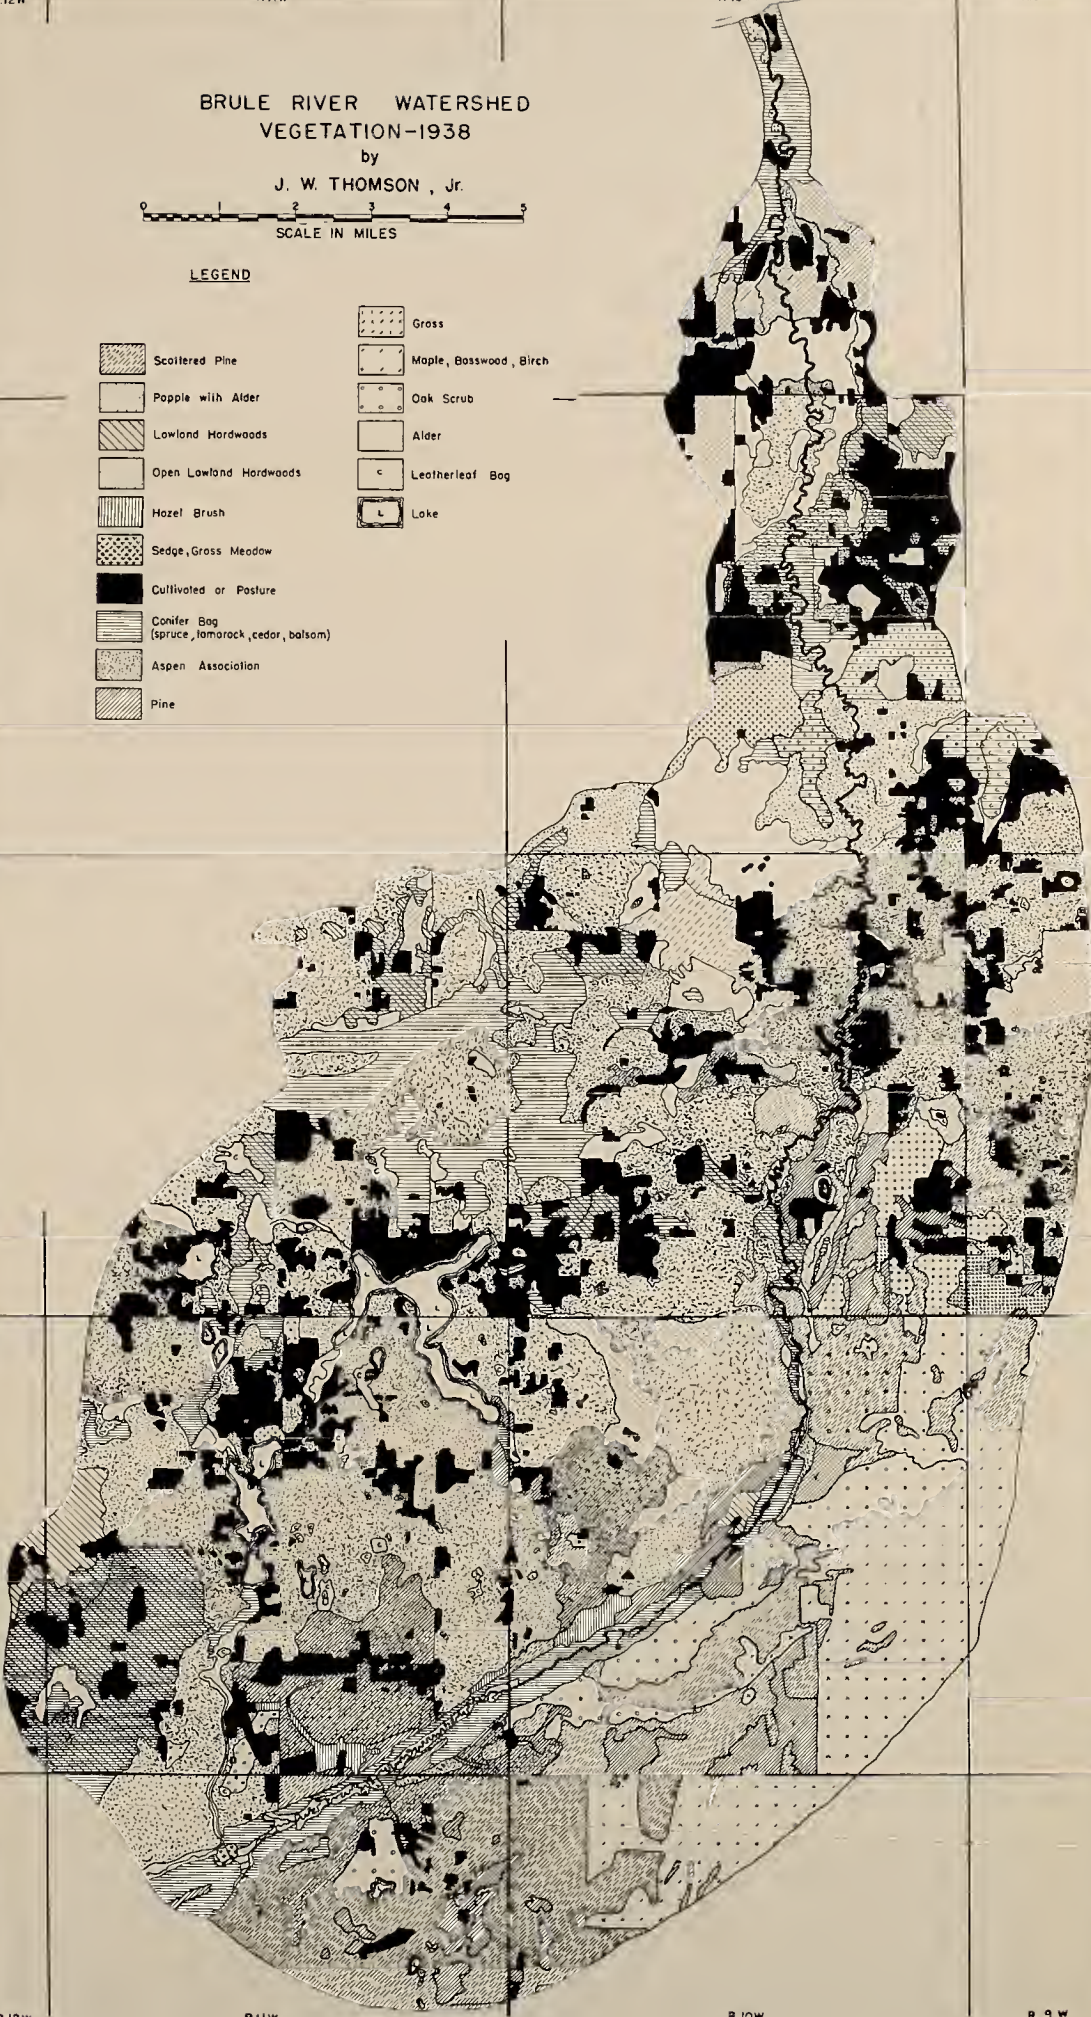 BRULE RIVER WATERSHED
VEGETATION-1938
by
J. W. THOMSON, Jr.
0 1 2 3 4 5
SCALE IN MILES
LEGEND
Scattered Pine
Popple with Alder
Lowland Hardwoods
Open Lowland Hardwoods
Hazel Brush
Sedge, Grass Meadow
Cultivated or Pasture
Conifer Bog
(spruce, tamarack, cedar, balsam)
Aspen Association
Pine
Grass
Maple, Basswood, Birch
Oak Scrub
Alder
C Leatherleaf Bog
L Lake
L
R.11W
R.10W
R.9W